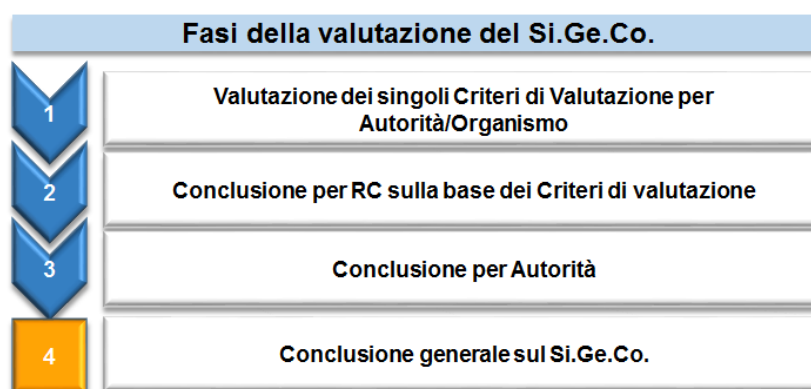 Fasi della valutazione del Si.Ge.Co.
1
Valutazione dei singoli Criteri di Valutazione per
Autorità/Organismo
2
Conclusione per RC sulla base dei Criteri di valutazione
3
Conclusione per Autorità
4
Conclusione generale sul Si.Ge.Co.